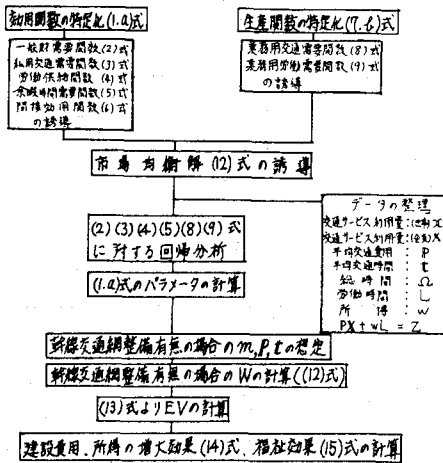 効用関数の特定化(1.a)式
一般財需要関数(2)式
私用交通需要関数(3)式
労働供給関数(4)式
余暇時間需要関数(5)式
間接効用関数(6)式
の誘導
生産関数の特定化(7.b)式
業務用交通需要関数(8)式
業務用労働需要関数(9)式
の誘導
市場均衡解(12)式の誘導
(2)(3)(4)(5)(8)(9)式
に対する回帰分析
(1.a)式のパラメータの計算
データの整理
交通サービス利用量:(世帯)x
交通サービス利用量:(企業)X
平均交通費用:P
平均交通時間:t
総時間:Ω
労働時間:L
所得:w
PX+wL=Z
幹線交通網整備有無の場合のm,P,tの想定
幹線交通網整備有無の場合のWの計算((12)式)
(13)式よりEVの計算
建設費用、所得の増大効果(14)式、福祉効果(15)式の計算